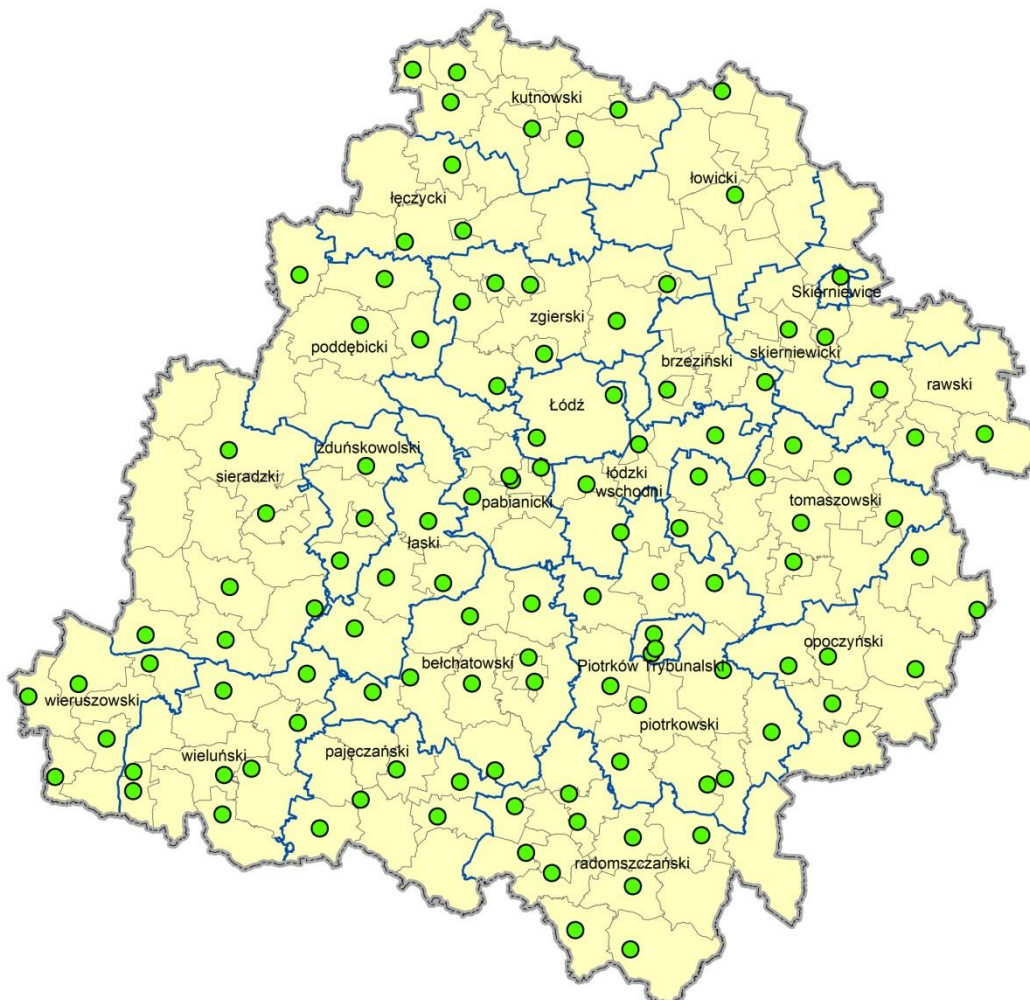 kutnowski
łowicki
łęczycki
Skierniewice
zgierski
poddębicki
brzeziński
skierniewicki
rawski
Łódź
zduńskowolski
sieradzki
łódzki
wschodni
pabianicki
tomaszowski
łaski
opoczyński
bełchatowski
Piotrków Trybunalski
wieruszowski
piotrkowski
wieluński
pajęczański
radomszczański